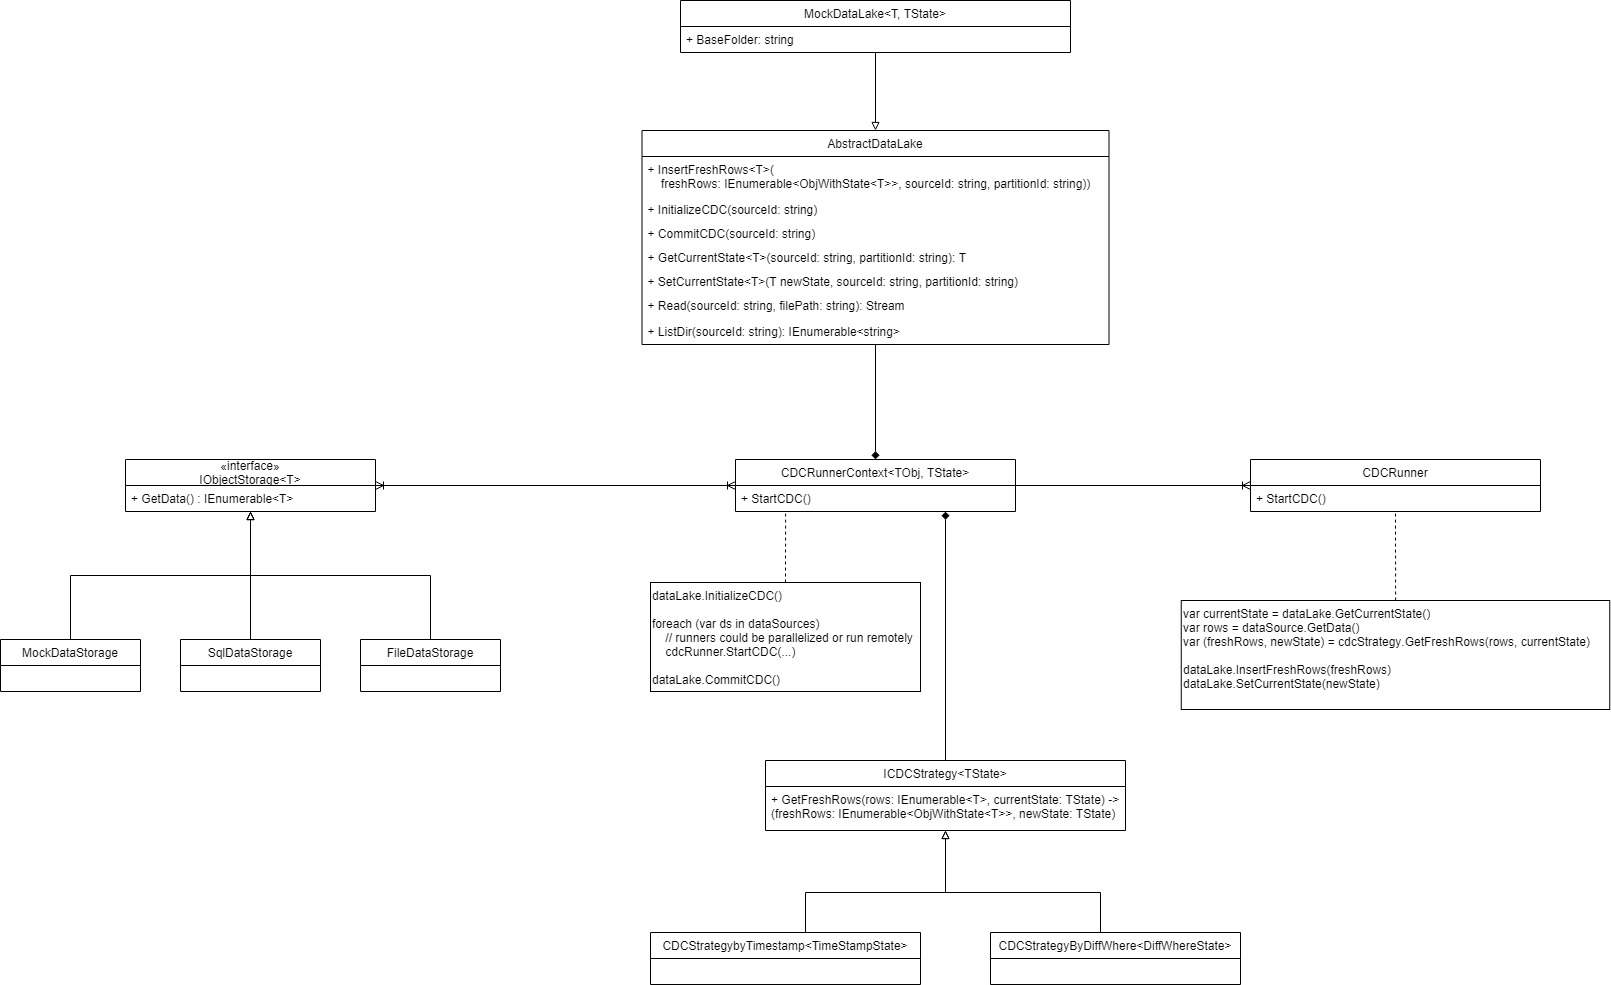 MockDataLake<T, TState>
+ BaseFolder: string
AbstractDataLake
+ InsertFreshRows<T>(
freshRows: IEnumerable<ObjWithState<T>>, sourceId: string, partitionId: string))
+ InitializeCDC(sourceId: string)
+ CommitCDC(sourceId: string)
+ GetCurrentState<T>(sourceId: string, partitionId: string): T
+ SetCurrentState<T>(T newState, sourceId: string, partitionId: string)
+ Read(sourceId: string, filePath: string): Stream
+ ListDir(sourceId: string): IEnumerable<string>
«interface»
IObjectStorage<T>
+ GetData() : IEnumerable<T>
CDCRunnerContext<TObj, TState>
+ StartCDC()
CDCRunner
+ StartCDC()
dataLake.InitializeCDC()
foreach (var ds in dataSources)
// runners could be parallelized or run remotely
cdcRunner.StartCDC(...)
dataLake.CommitCDC()
var currentState = dataLake.GetCurrentState()
var rows = dataSource.GetData()
var (freshRows, newState) = cdcStrategy.GetFreshRows(rows, currentState)
dataLake.InsertFreshRows(freshRows)
dataLake.SetCurrentState(newState)
MockDataStorage
SqlDataStorage
FileDataStorage
ICDCStrategy<TState>
+ GetFreshRows(rows: IEnumerable<T>, currentState: TState) ->
(freshRows: IEnumerable<ObjWithState<T>>, newState: TState)
CDCStrategybyTimestamp<TimeStampState>
CDCStrategyByDiffWhere<DiffWhereState>